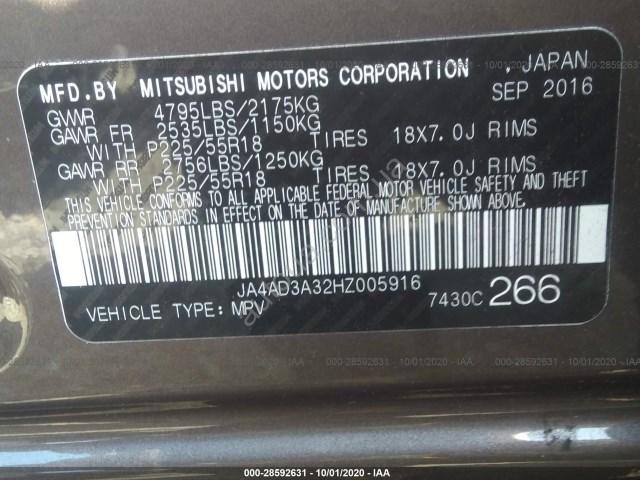 MFD.BY MITSUBISHI MOTORS CORPORATION , JAPAN
GVWR 4795LBS/2175KG SEP 2016
GAWR FR 2535LBS/1150KG
WITH P225/55R18 TIRES 18X7.0J RIMS
GAWR RR 2756LBS/1250KG
WITH P225/55R18 TIRES 18X7.0J RIMS
THIS VEHICLE CONFORMS TO ALL APPLICABLE FEDERAL MOTOR VEHICLE SAFETY AND THEFT
PREVENTION STANDARDS IN EFFECT ON THE DATE OF MANUFACTURE SHOWN ABOVE.
JA4AD3A32HZ005916
VEHICLE TYPE: MPV 7430C 266
000-28592631 - 10/01/2020 - IAA